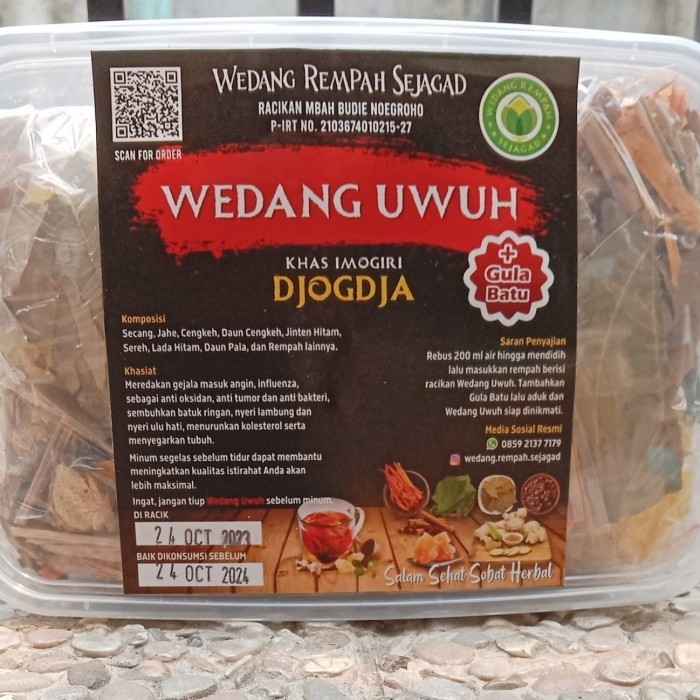 WEDANG REMPAH SEJAGAD
RACIKAN MBAH BUDIE NOEGROHO
P-IRT NO. 2103674010215-27
SCAN FOR ORDER
WEDANG REMPAH
SEJAGAD
WEDANG UWUH
KHAS IMOGIRI
DJOGDJA
+
Gula
Batu
Komposisi
Secang, Jahe, Cengkeh, Daun Cengkeh, Jinten Hitam,
Sereh, Lada Hitam, Daun Pala, dan Rempah lainnya.
Khasiat
Meredakan gejala masuk angin, influenza,
sebagai anti oksidan, anti tumor dan anti bakteri,
sembuhkan batuk ringan, nyeri lambung dan
nyeri ulu hati, menurunkan kolesterol serta
menyegarkan tubuh.
Minum segelas sebelum tidur dapat membantu
meningkatkan kualitas istirahat Anda akan
lebih maksimal.
Ingat, jangan tiup Wedang Uwuh sebelum minum.
DI RACIK
24 OCT 2023
BAIK DIKONSUMSI SEBELUM
24 OCT 2024
Saran Penyajian
Rebus 200 ml air hingga mendidih
lalu masukkan rempah berisi
racikan Wedang Uwuh. Tambahkan
Gula Batu lalu aduk dan
Wedang Uwuh siap dinikmati.
Media Sosial Resmi
0859 2137 7179
wedang.rempah.sejagad
Salam Sehat Sobat Herbal